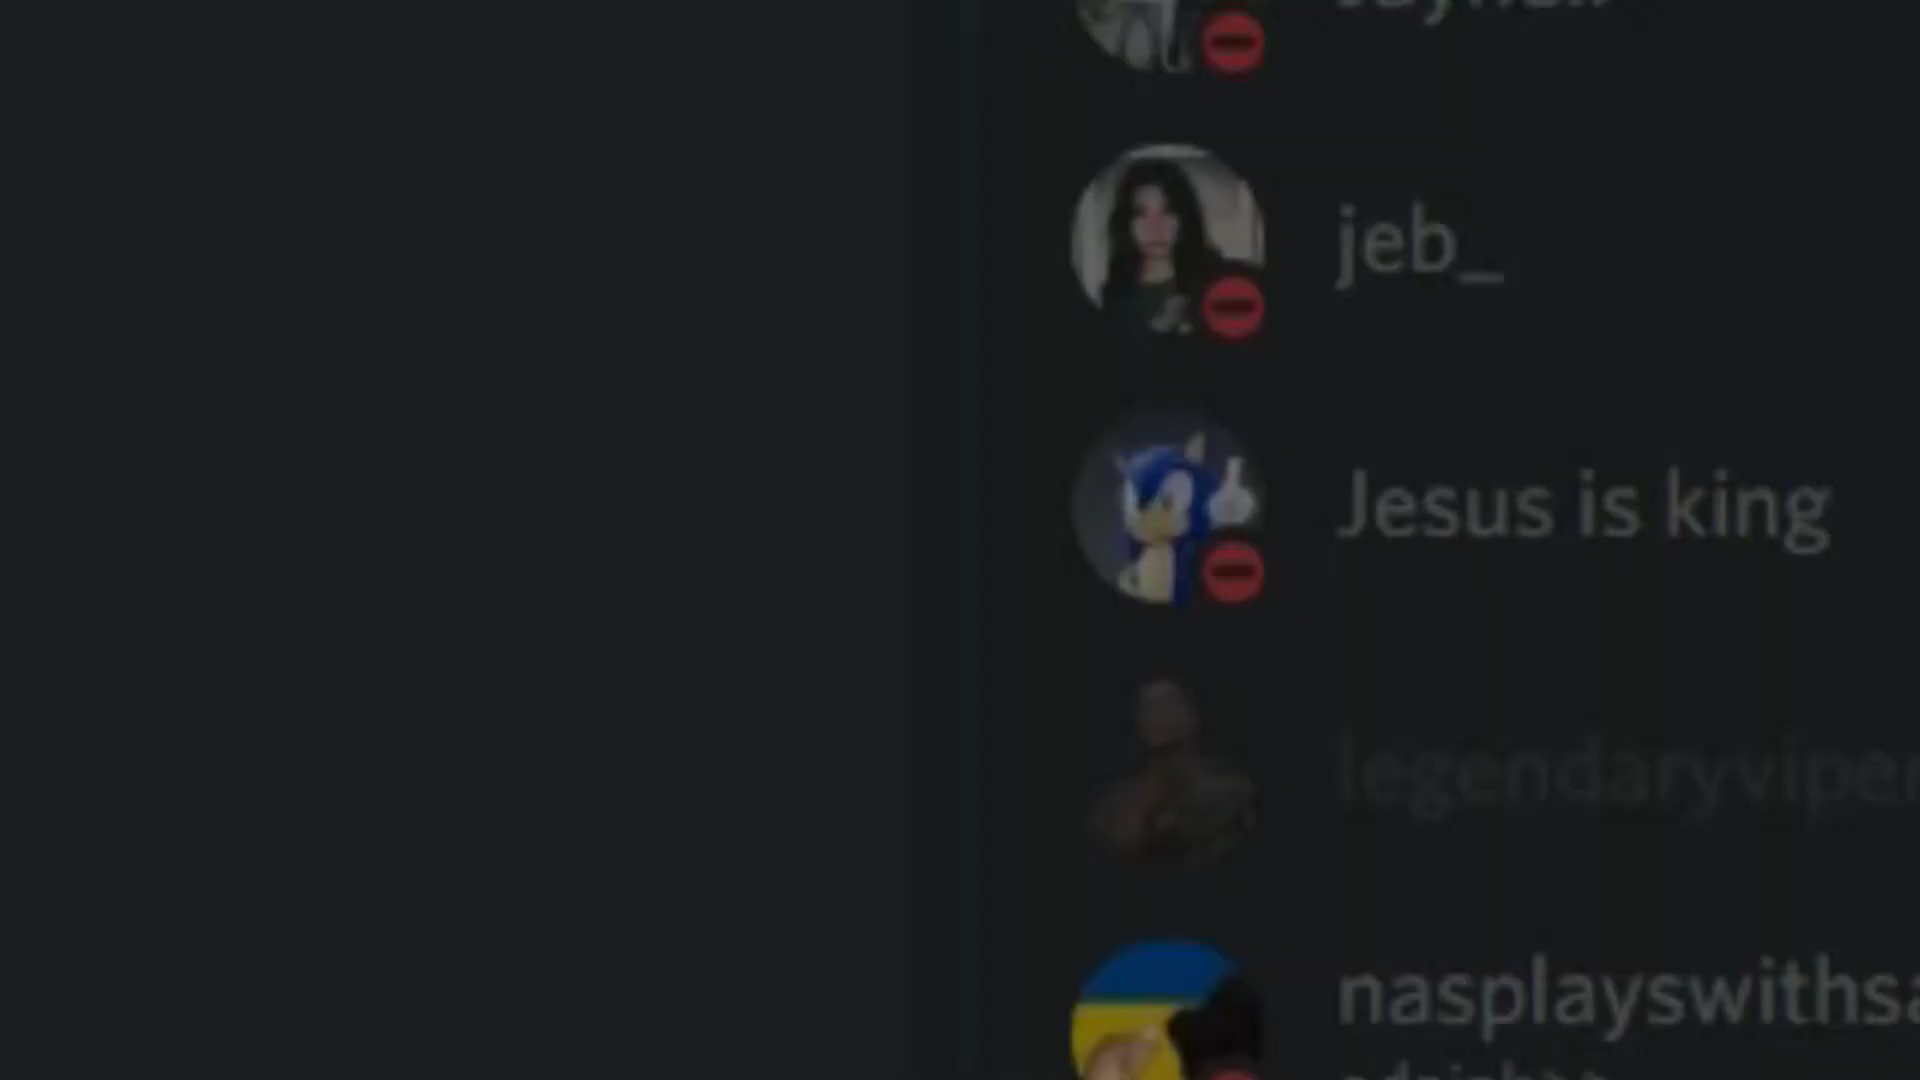 jeb_
Jesus is king
legendaryviper
nasplayswithsa